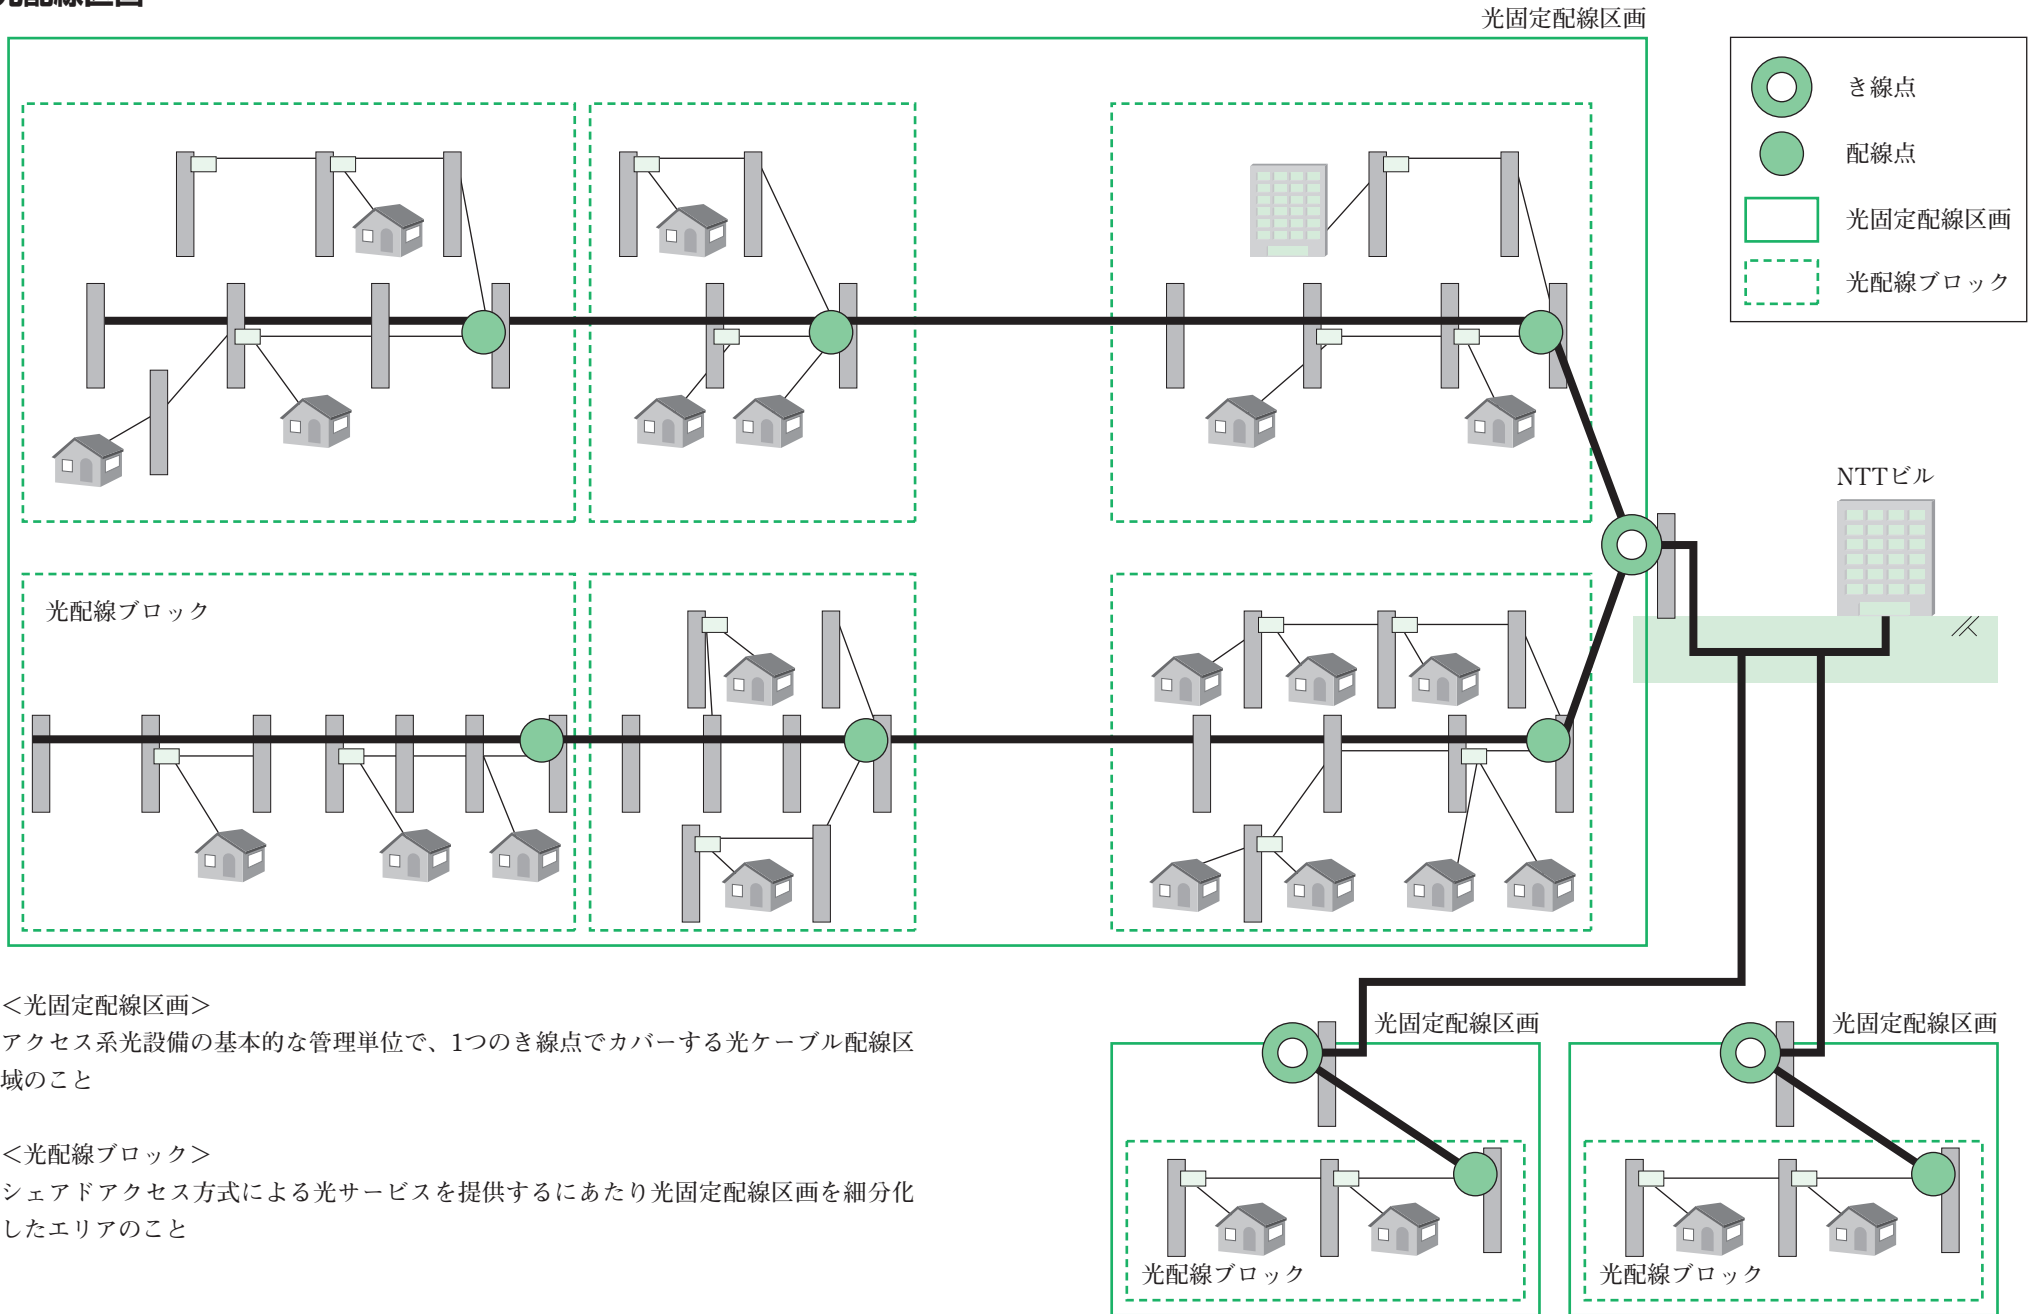 光配線区画
光固定配線区画
き線点
配線点
光固定配線区画
光配線ブロック
NTTビル
光配線ブロック
<光固定配線区画>
アクセス系光設備の基本的な管理単位で、1つのき線点でカバーする光ケーブル配線区
域のこと
<光配線ブロック>
シェアドアクセス方式による光サービスを提供するにあたり光固定配線区画を細分化
したエリアのこと
光固定配線区画
光固定配線区画
光配線ブロック
光配線ブロック